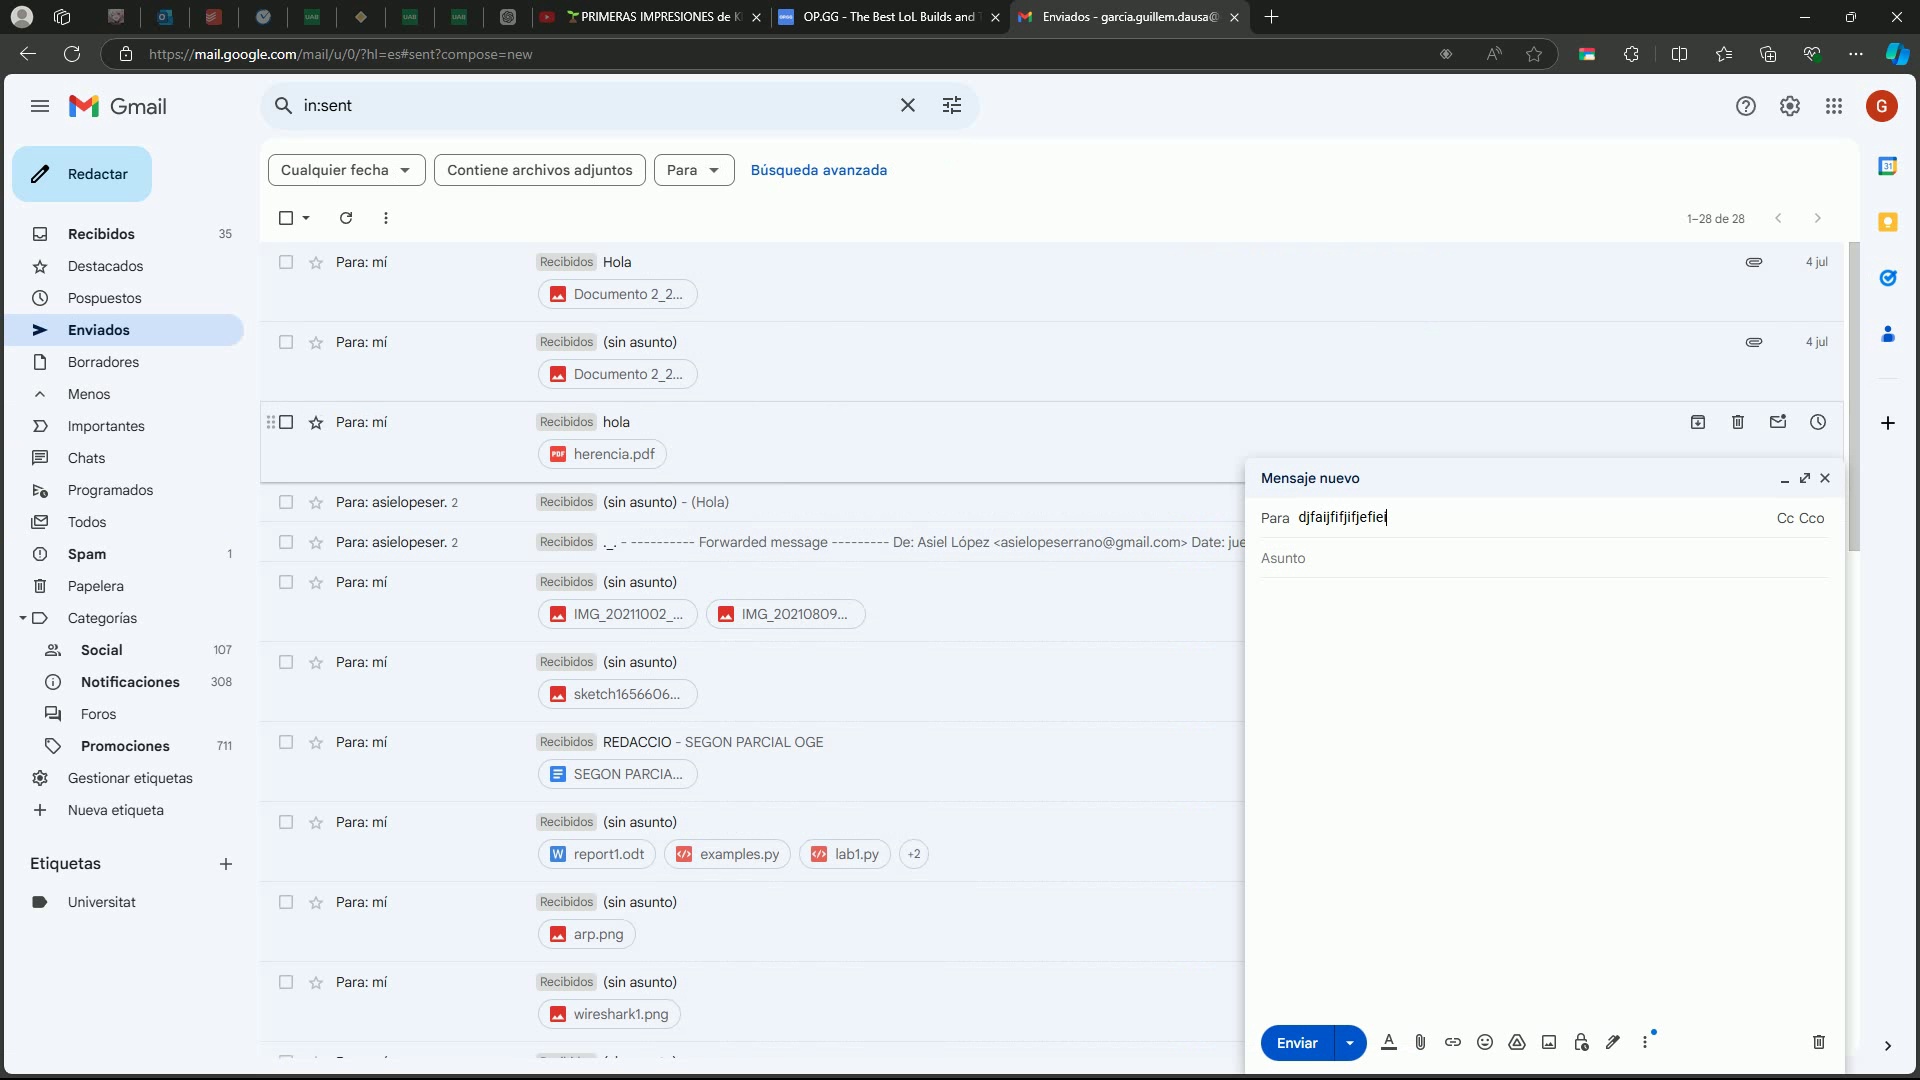 PRIMERAS IMPRESIONES de K
OP.GG - The Best LoL Builds and T
Enviados - garcia.guillem.dausa@
https://mail.google.com/mail/u/0/?hl=es#sent?compose=new
Gmail
in:sent
G
Redactar
Cualquier fecha
Contiene archivos adjuntos
Para
Búsqueda avanzada
1–28 de 28
Recibidos 35
Destacados
Pospuestos
Enviados
Borradores
Menos
Importantes
Chats
Programados
Todos
Spam 1
Papelera
Categorías
Social 107
Notificaciones 308
Foros
Promociones 711
Gestionar etiquetas
Nueva etiqueta
Etiquetas
Universitat
Para: mí Recibidos Hola 4 jul
Documento 2_2...
Para: mí Recibidos (sin asunto) 4 jul
Documento 2_2...
Para: mí Recibidos hola
PDF herencia.pdf
Para: asielopeser. 2 Recibidos (sin asunto) - (Hola)
Para: asielopeser. 2 Recibidos ._. - ---------- Forwarded message --------- De: Asiel López <asielopeserrano@gmail.com> Date: jue
Para: mí Recibidos (sin asunto)
IMG_20211002_... IMG_20210809...
Para: mí Recibidos (sin asunto)
sketch1656606...
Para: mí Recibidos REDACCIO - SEGON PARCIAL OGE
SEGON PARCIA...
Para: mí Recibidos (sin asunto)
W report1.odt examples.py lab1.py +2
Para: mí Recibidos (sin asunto)
arp.png
Para: mí Recibidos (sin asunto)
wireshark1.png
Mensaje nuevo
Para djfaijfifjifjefiei Cc Cco
Asunto
Enviar
31